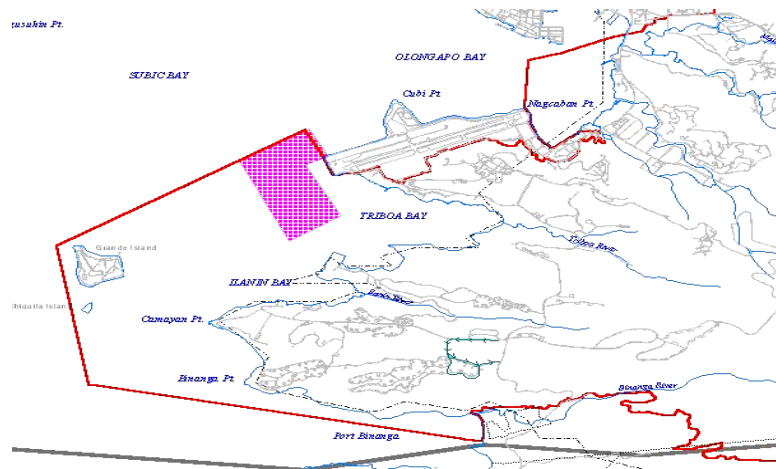 OLONGAPO BAY
SUBIC BAY
Cubi Pt
Nagcaban Pt.
TRIBOA BAY
Triboa River
Grande Island
ILANIN BAY
Camayan Pt.
Binanga Pt
Binanga River
Port Binanga